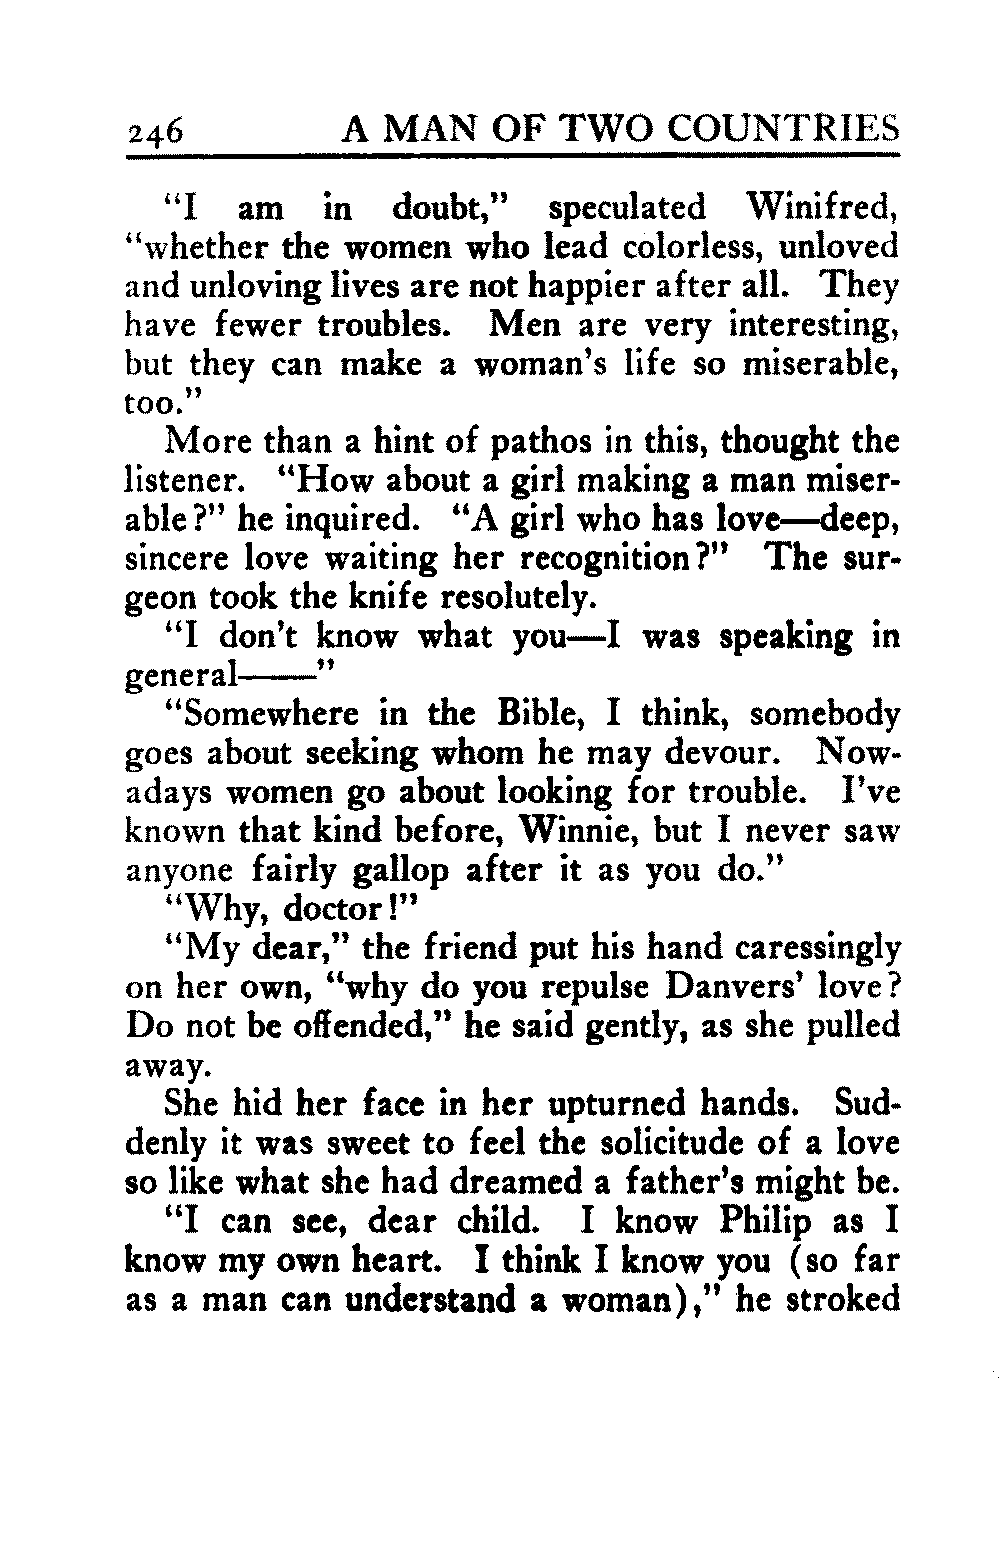 246 A MAN OF TWO COUNTRIES
“I am in doubt,” speculated Winifred,
“whether the women who lead colorless, unloved
and unloving lives are not happier after all. They
have fewer troubles. Men are very interesting,
but they can make a woman’s life so miserable,
too.”
More than a hint of pathos in this, thought the
listener. “How about a girl making a man miser-
able?” he inquired. “A girl who has love—deep,
sincere love waiting her recognition?” The sur-
geon took the knife resolutely.
“I don’t know what you—I was speaking in
general——”
“Somewhere in the Bible, I think, somebody
goes about seeking whom he may devour. Now-
adays women go about looking for trouble. I’ve
known that kind before, Winnie, but I never saw
anyone fairly gallop after it as you do.”
“Why, doctor!”
“My dear,” the friend put his hand caressingly
on her own, “why do you repulse Danvers’ love?
Do not be offended,” he said gently, as she pulled
away.
She hid her face in her upturned hands. Sud-
denly it was sweet to feel the solicitude of a love
so like what she had dreamed a father’s might be.
“I can see, dear child. I know Philip as I
know my own heart. I think I know you (so far
as a man can understand a woman),” he stroked